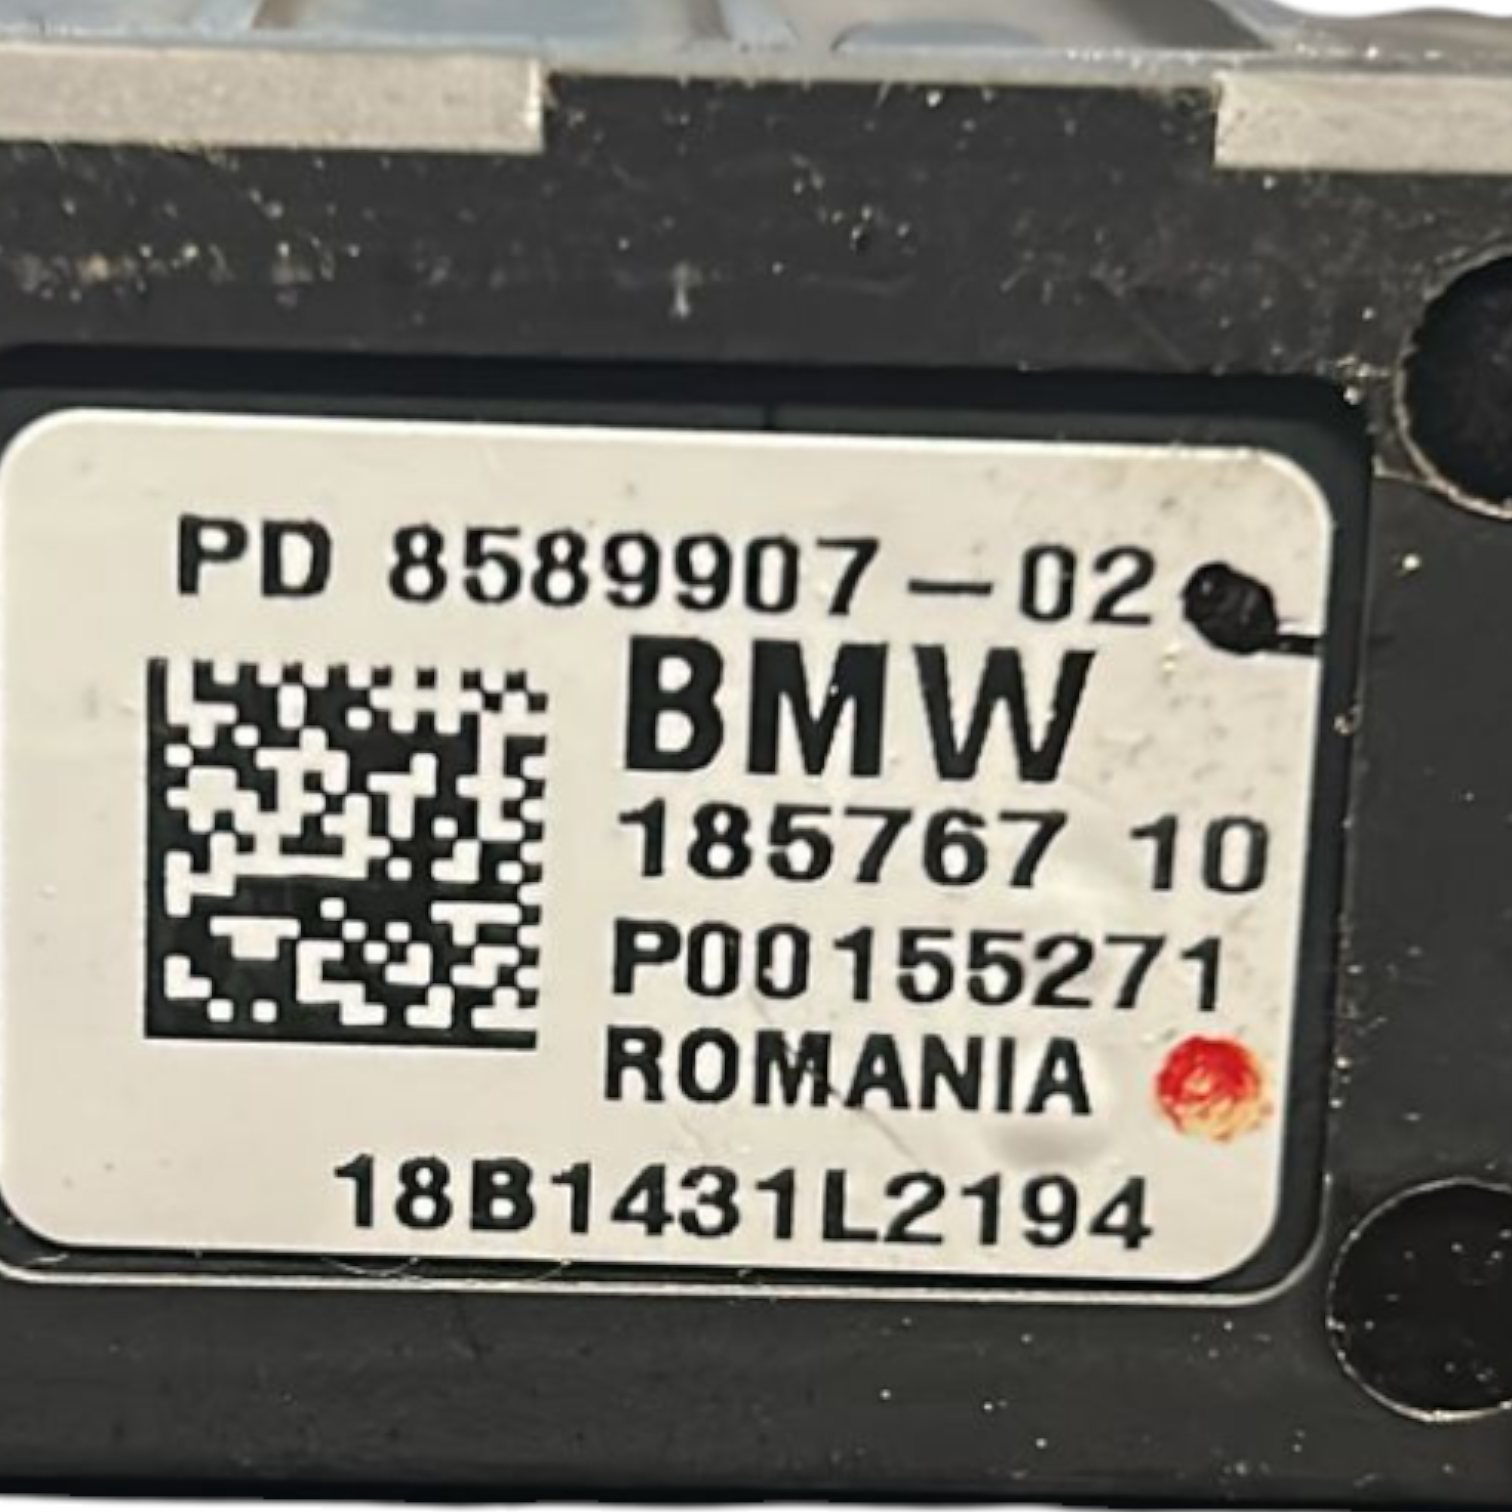 PD 8589907-02
BMW
185767 10
P00155271
ROMANIA
18B1431L2194